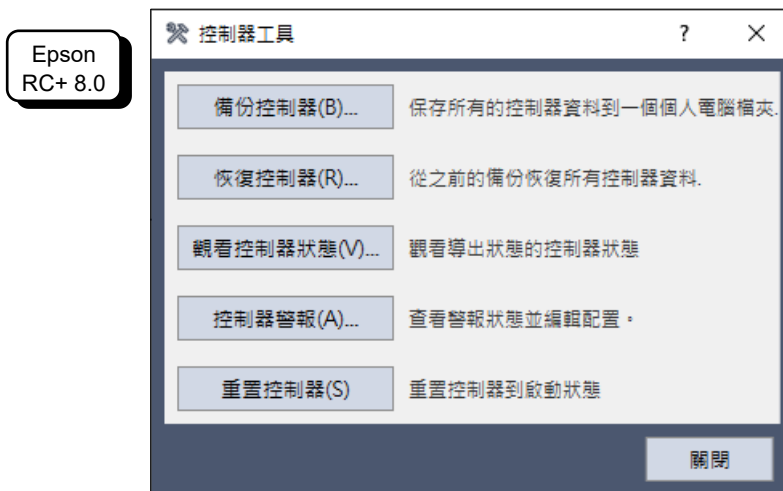 Epson
RC+ 8.0
控制器工具
?
備份控制器(B)...
保存所有的控制器資料到一個個人電腦檔夾.
恢復控制器(R)...
從之前的備份恢復所有控制器資料.
觀看控制器狀態(V)...
觀看導出狀態的控制器狀態
控制器警報(A)...
查看警報狀態並編輯配置。
重置控制器(S)
重置控制器到啟動狀態
關閉